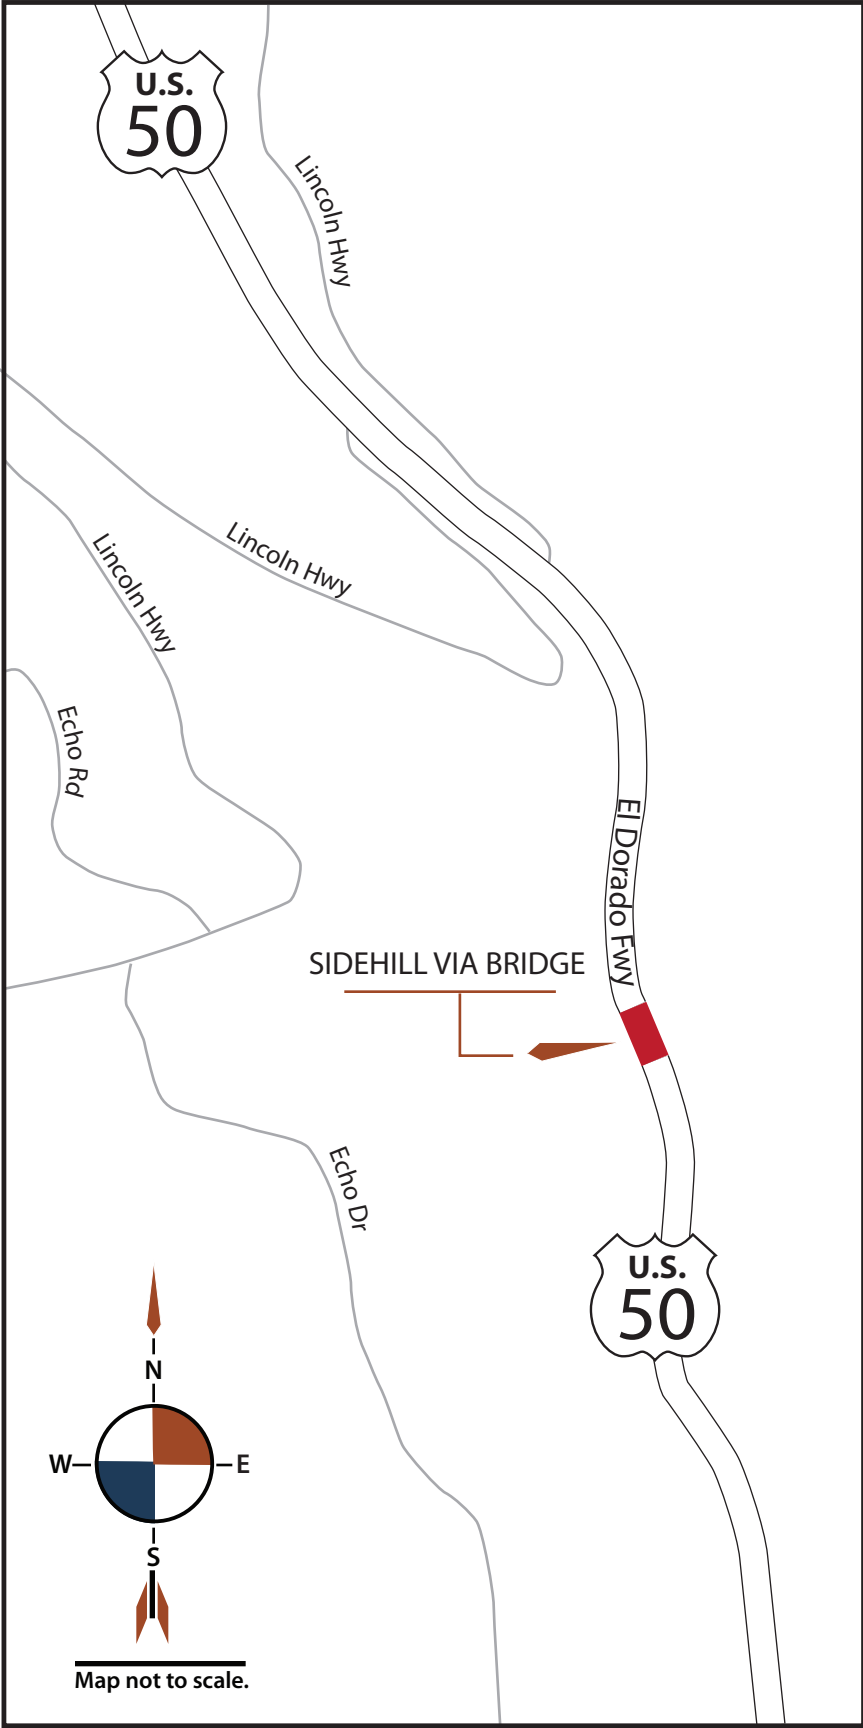 U.S.
50
Lincoln Hwy
Lincoln Hwy
Lincoln Hwy
Echo Rd
El Dorado Fwy
SIDEHILL VIA BRIDGE
Echo Dr
U.S.
50
N
W
E
S
Map not to scale.